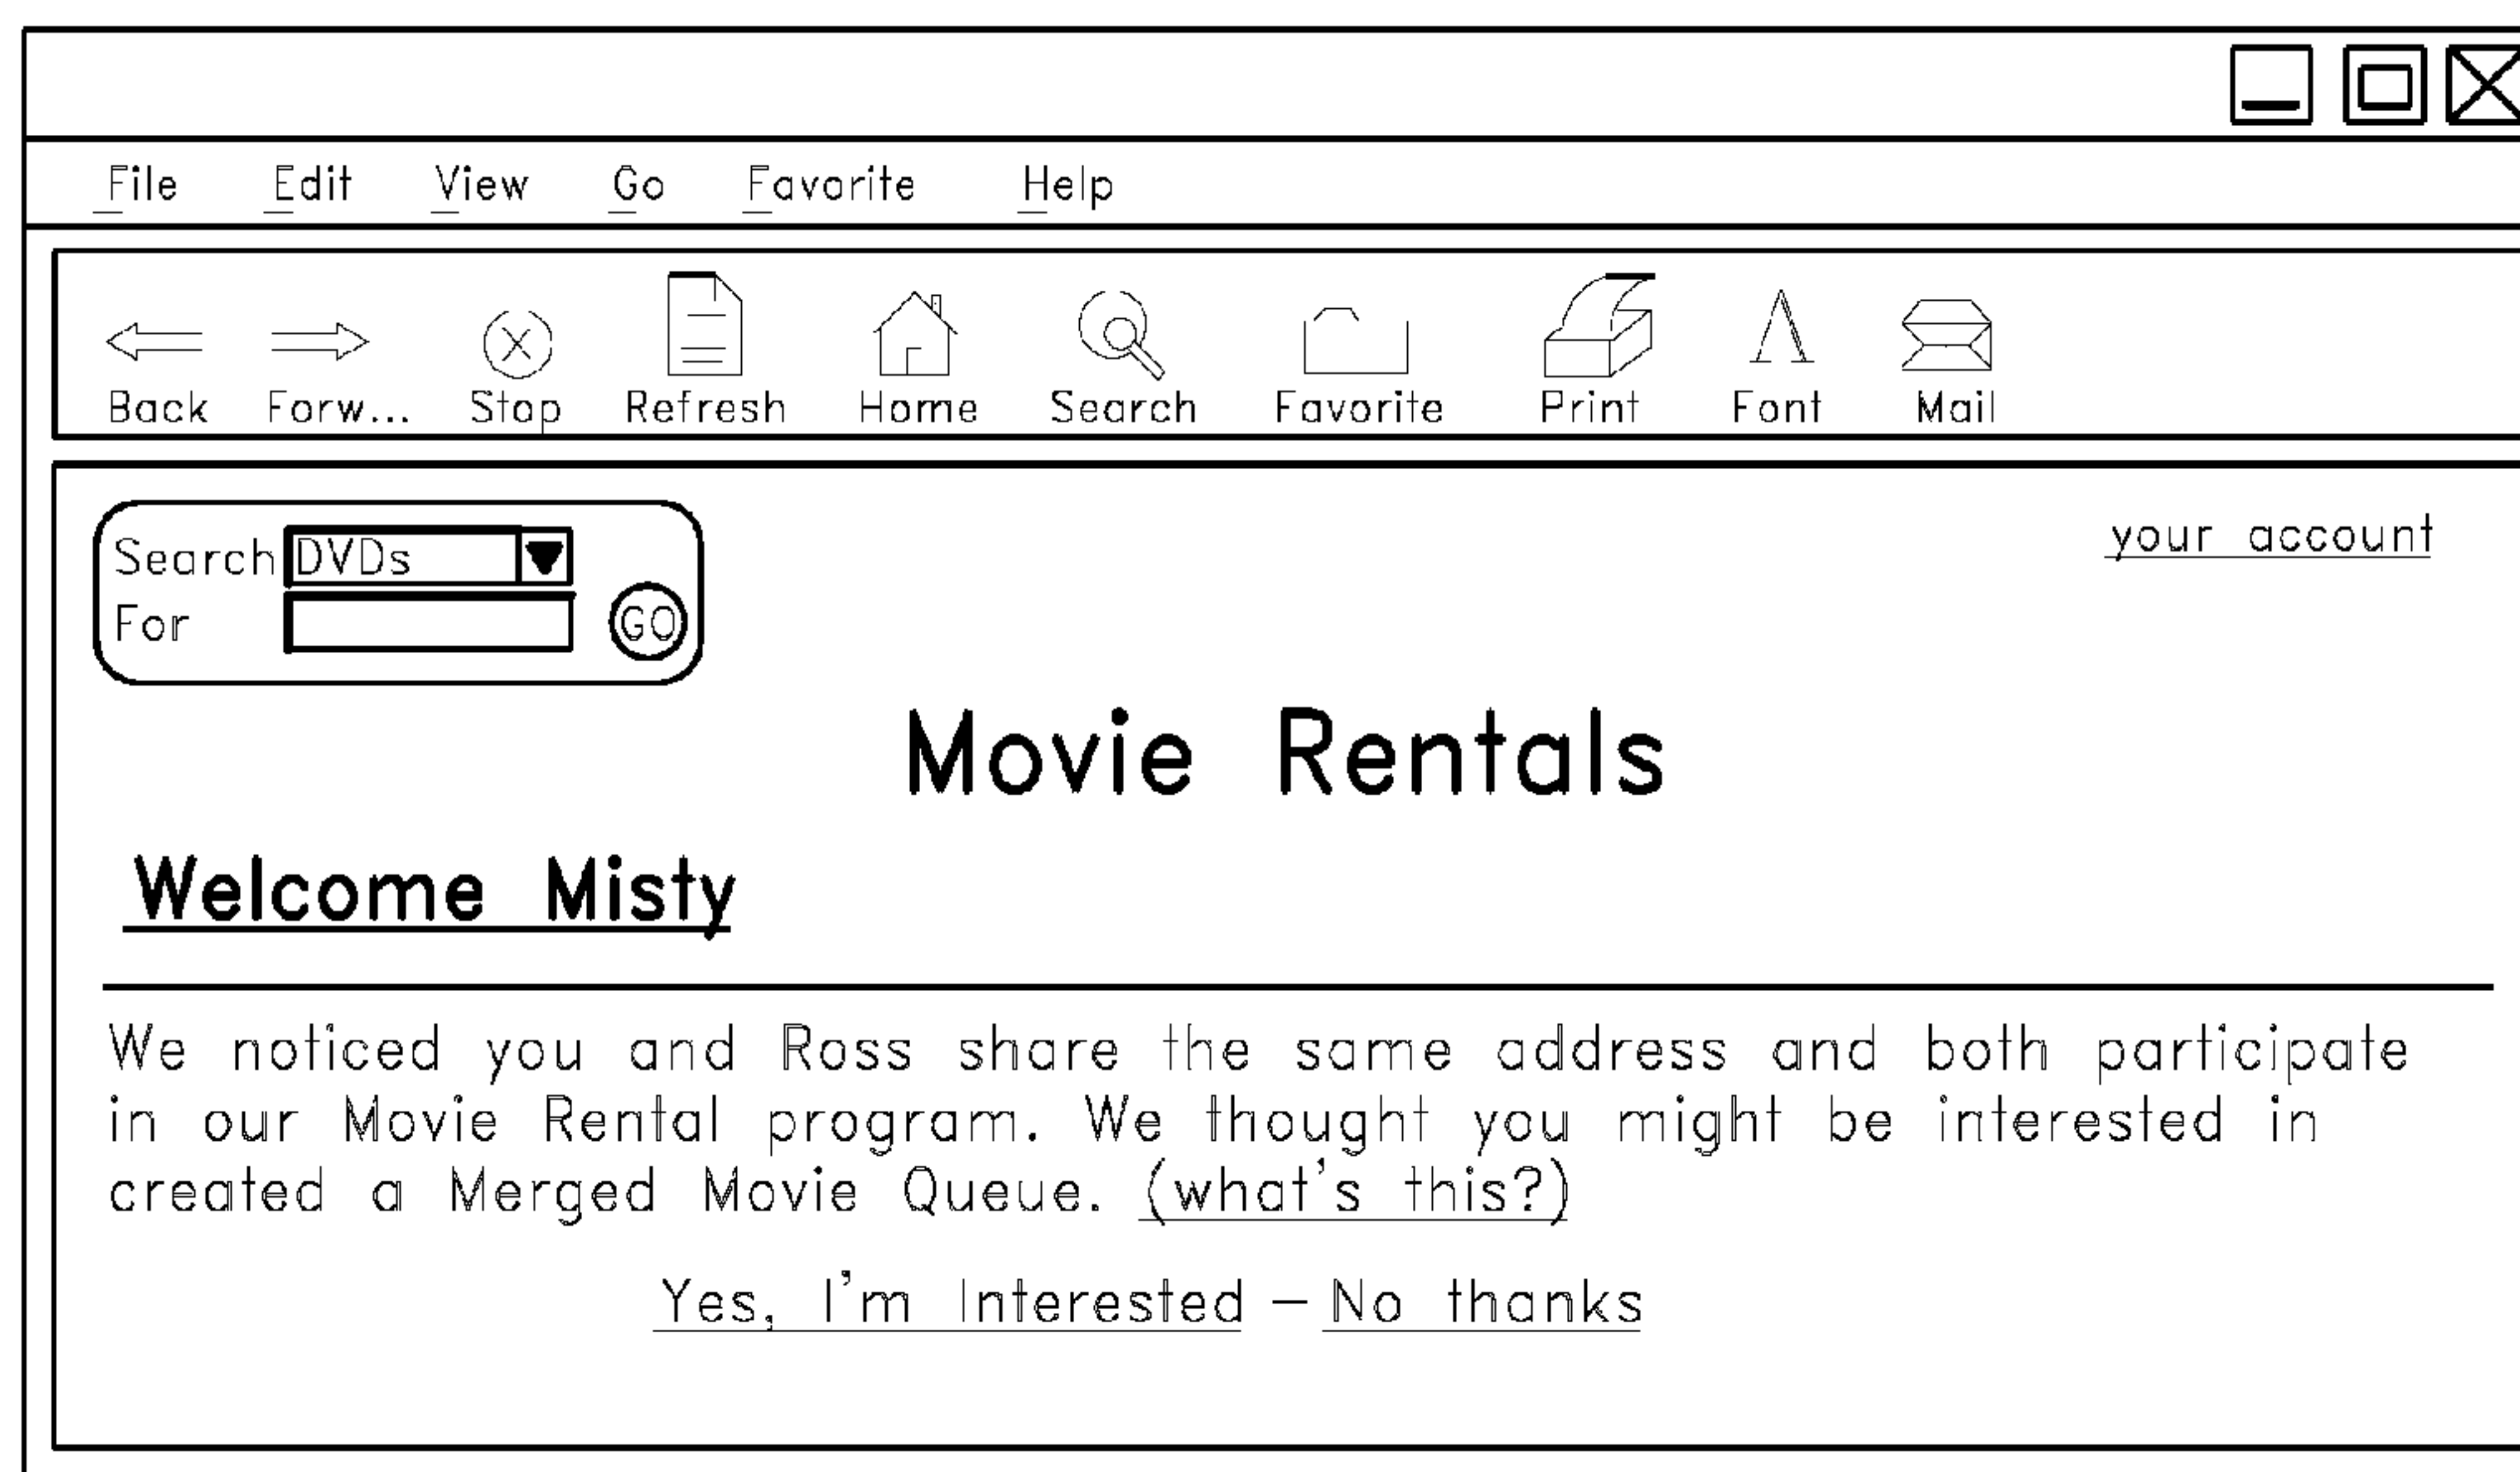 File Edit View Go Favorite Help
Back Forw... Stop Refresh Home Search Favorite Print Font Mail
Search DVDs
your account
For GO
Movie Rentals
Welcome Misty
We noticed you and Ross share the same address and both participate
in our Movie Rental program. We thought you might be interested in
created a Merged Movie Queue. (what's this?)
Yes, I'm Interested — No thanks